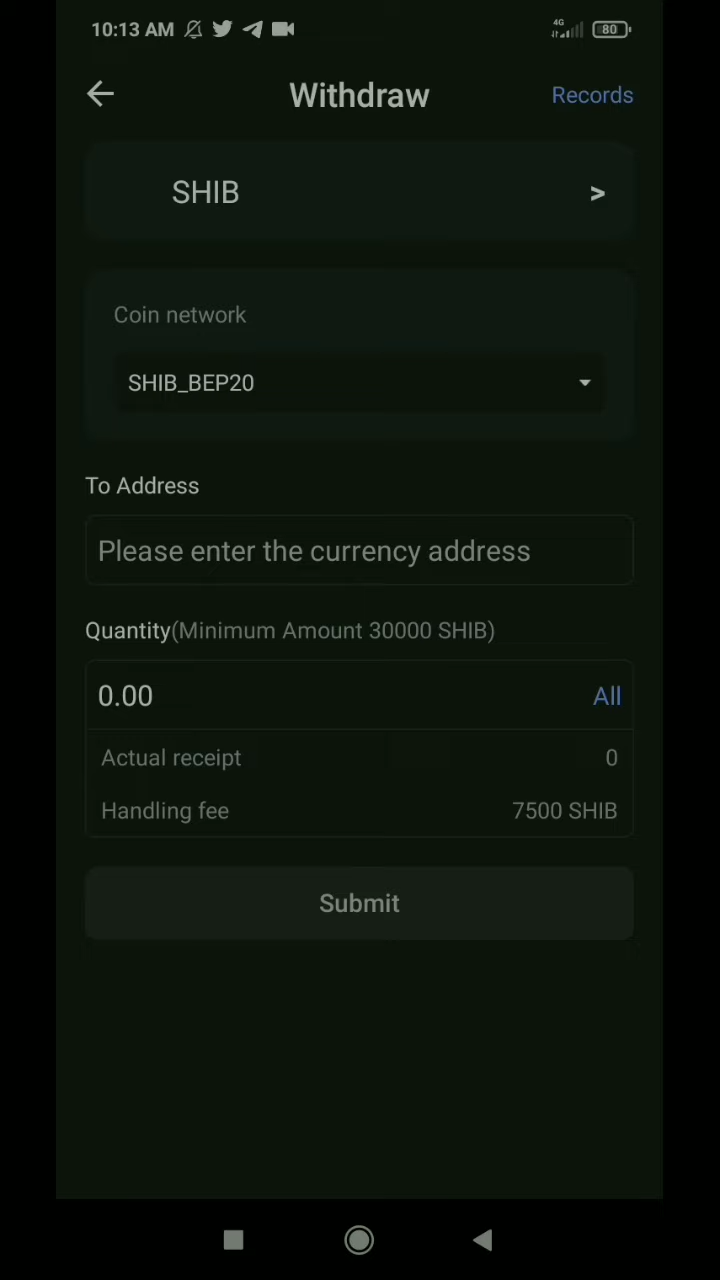 10:13 AM 4G 80
Withdraw Records
SHIB >
Coin network
SHIB_BEP20
To Address
Please enter the currency address
Quantity(Minimum Amount 30000 SHIB)
0.00 All
Actual receipt 0
Handling fee 7500 SHIB
Submit